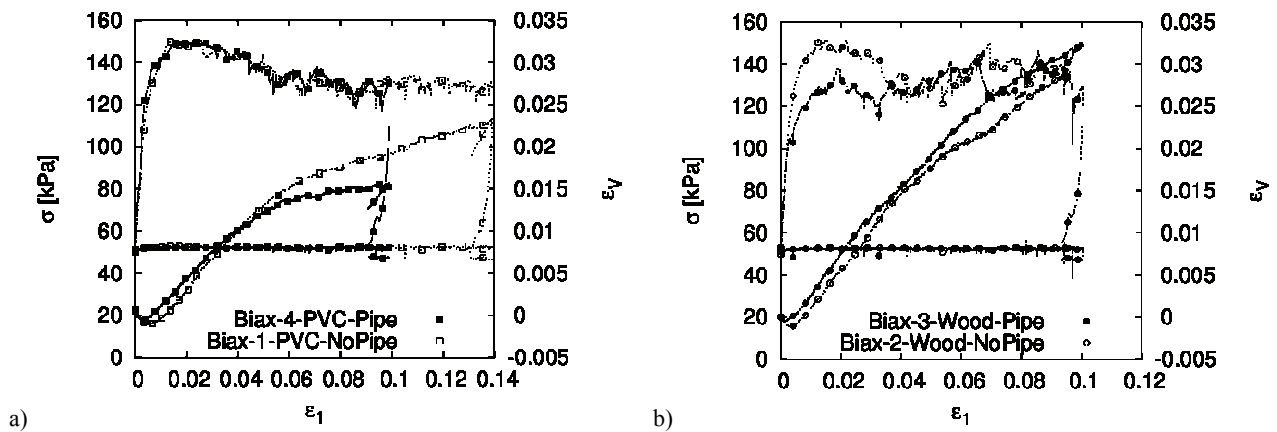 a)
160
140
120
100
80
60
40
20
0
σ [kPa]
0.035
0.03
0.025
0.02
0.015
0.01
0.005
0
-0.005
ε_V
Biax-4-PVC-Pipe
Biax-1-PVC-NoPipe
0 0.02 0.04 0.06 0.08 0.1 0.12 0.14
ε₁
b)
160
140
120
100
80
60
40
20
0
σ [kPa]
0.035
0.03
0.025
0.02
0.015
0.01
0.005
0
-0.005
ε_V
Biax-3-Wood-Pipe
Biax-2-Wood-NoPipe
0 0.02 0.04 0.06 0.08 0.1 0.12
ε₁